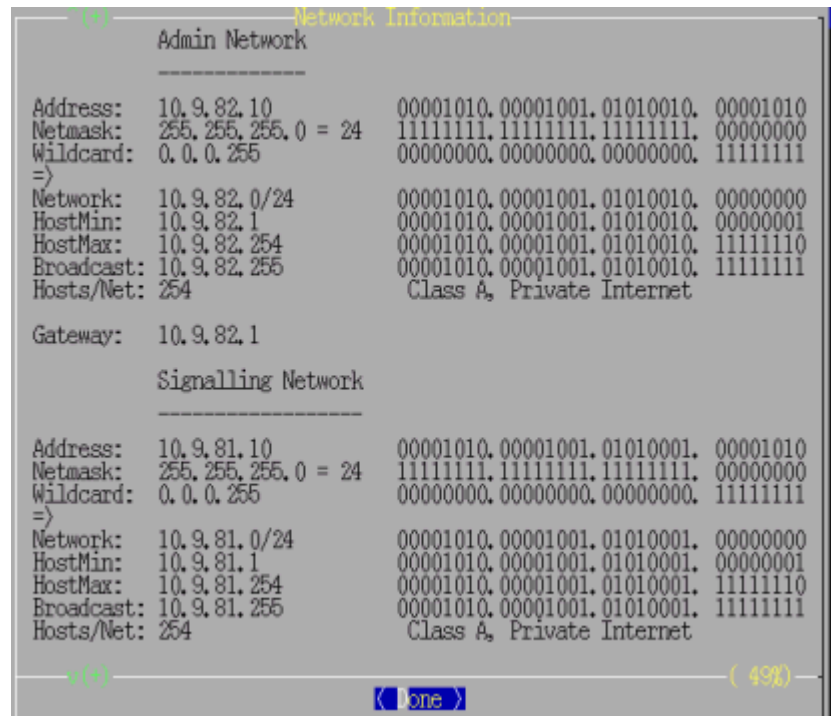 ^(+) Network Information
Admin Network
-------------
Address: 10.9.82.10 00001010.00001001.01010010. 00001010
Netmask: 255.255.255.0 = 24 11111111.11111111.11111111. 00000000
Wildcard: 0.0.0.255 00000000.00000000.00000000. 11111111
=>
Network: 10.9.82.0/24 00001010.00001001.01010010. 00000000
HostMin: 10.9.82.1 00001010.00001001.01010010. 00000001
HostMax: 10.9.82.254 00001010.00001001.01010010. 11111110
Broadcast: 10.9.82.255 00001010.00001001.01010010. 11111111
Hosts/Net: 254 Class A, Private Internet
Gateway: 10.9.82.1
Signalling Network
------------------
Address: 10.9.81.10 00001010.00001001.01010001. 00001010
Netmask: 255.255.255.0 = 24 11111111.11111111.11111111. 00000000
Wildcard: 0.0.0.255 00000000.00000000.00000000. 11111111
=>
Network: 10.9.81.0/24 00001010.00001001.01010001. 00000000
HostMin: 10.9.81.1 00001010.00001001.01010001. 00000001
HostMax: 10.9.81.254 00001010.00001001.01010001. 11111110
Broadcast: 10.9.81.255 00001010.00001001.01010001. 11111111
Hosts/Net: 254 Class A, Private Internet
v(+) ( 49%)
< Done >